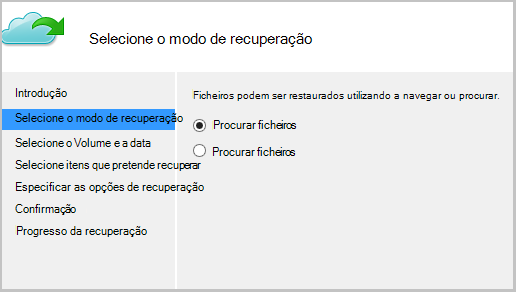 Selecione o modo de recuperação
Introdução
Selecione o modo de recuperação
Selecione o Volume e a data
Selecione itens que pretende recuperar
Especificar as opções de recuperação
Confirmação
Progresso da recuperação
Ficheiros podem ser restaurados utilizando a navegar ou procurar.
Procurar ficheiros
Procurar ficheiros